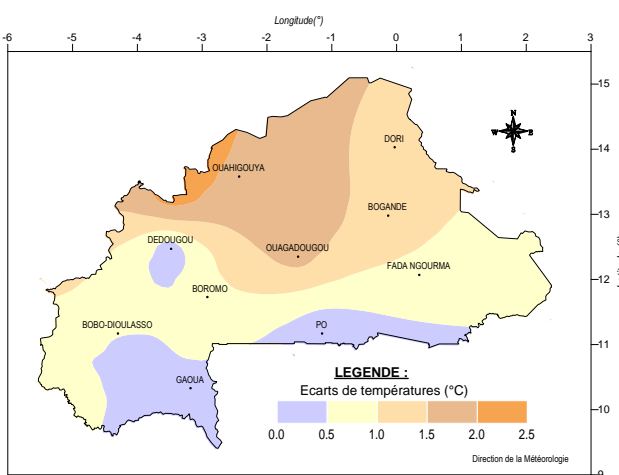 Longitude(°)
-6 -5 -4 -3 -2 -1 0 1 2 3
15
N
W E
S
14
DORI
OUAHIGOUYA
13
BOGANDE
DEDOUGOU
OUAGADOUGOU
FADA NGOURMA
12
BOROMO
BOBO-DIOULASSO
PO
11
LEGENDE :
GAOUA
Ecarts de températures (°C)
10
0.0 0.5 1.0 1.5 2.0 2.5
Direction de la Météorologie
9